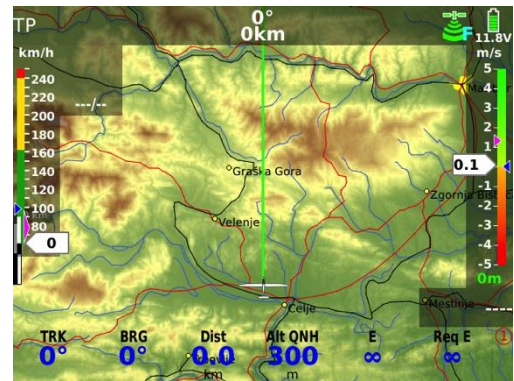 TP
0°
0km
F
11.8V
km/h
m/s
240
220
200
180
160
140
120
100
80
0
---/--
5
4
3
2
1
0.1
-1
-2
-3
-4
-5
0m
Graška Gora
Velenje
Celje
Mestinje
----
TRK
BRG
Dist
Alt QNH
E
Req E
1
0°
0°
0.0
300
∞
∞
km
m